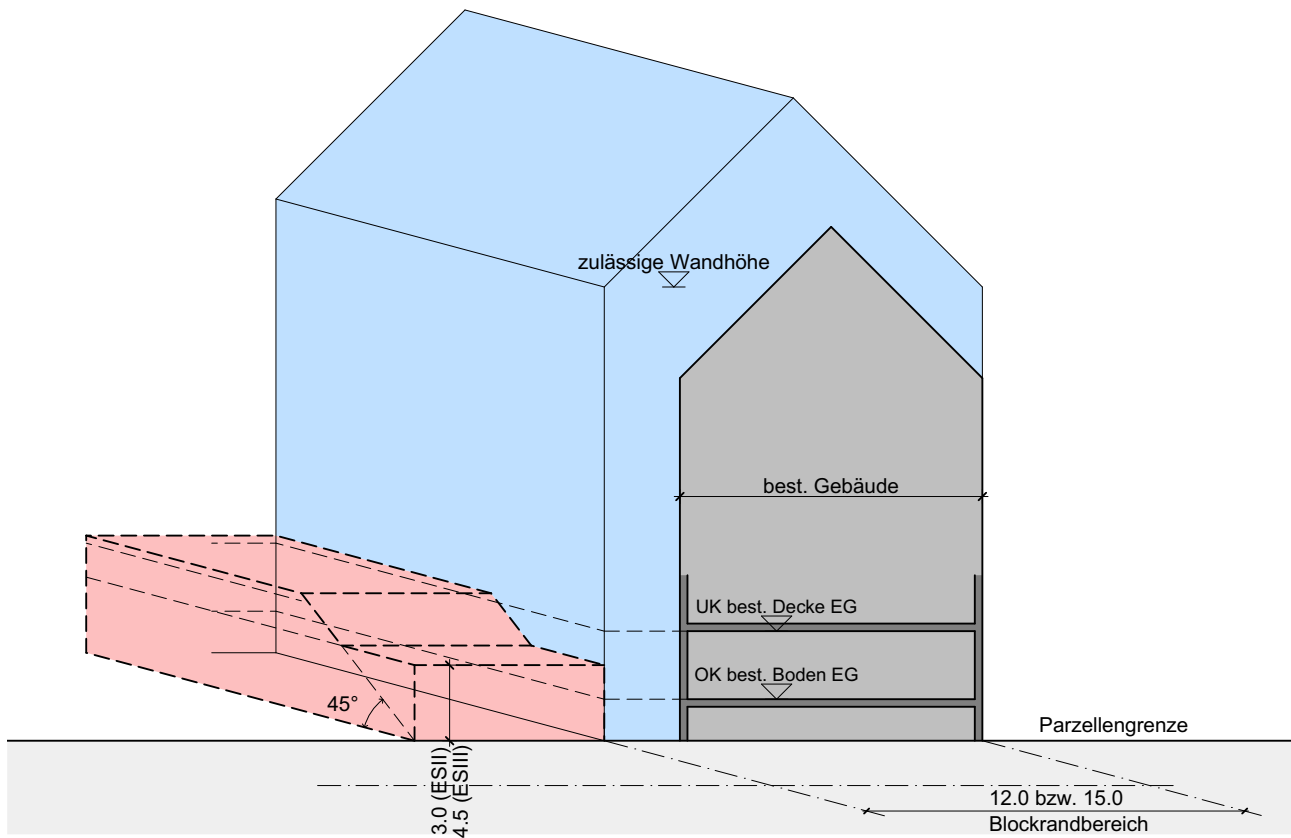 zulässige Wandhöhe
best. Gebäude
UK best. Decke EG
OK best. Boden EG
45°
Parzellengrenze
3.0 (ESII)
4.5 (ESIII)
12.0 bzw. 15.0
Blockrandbereich